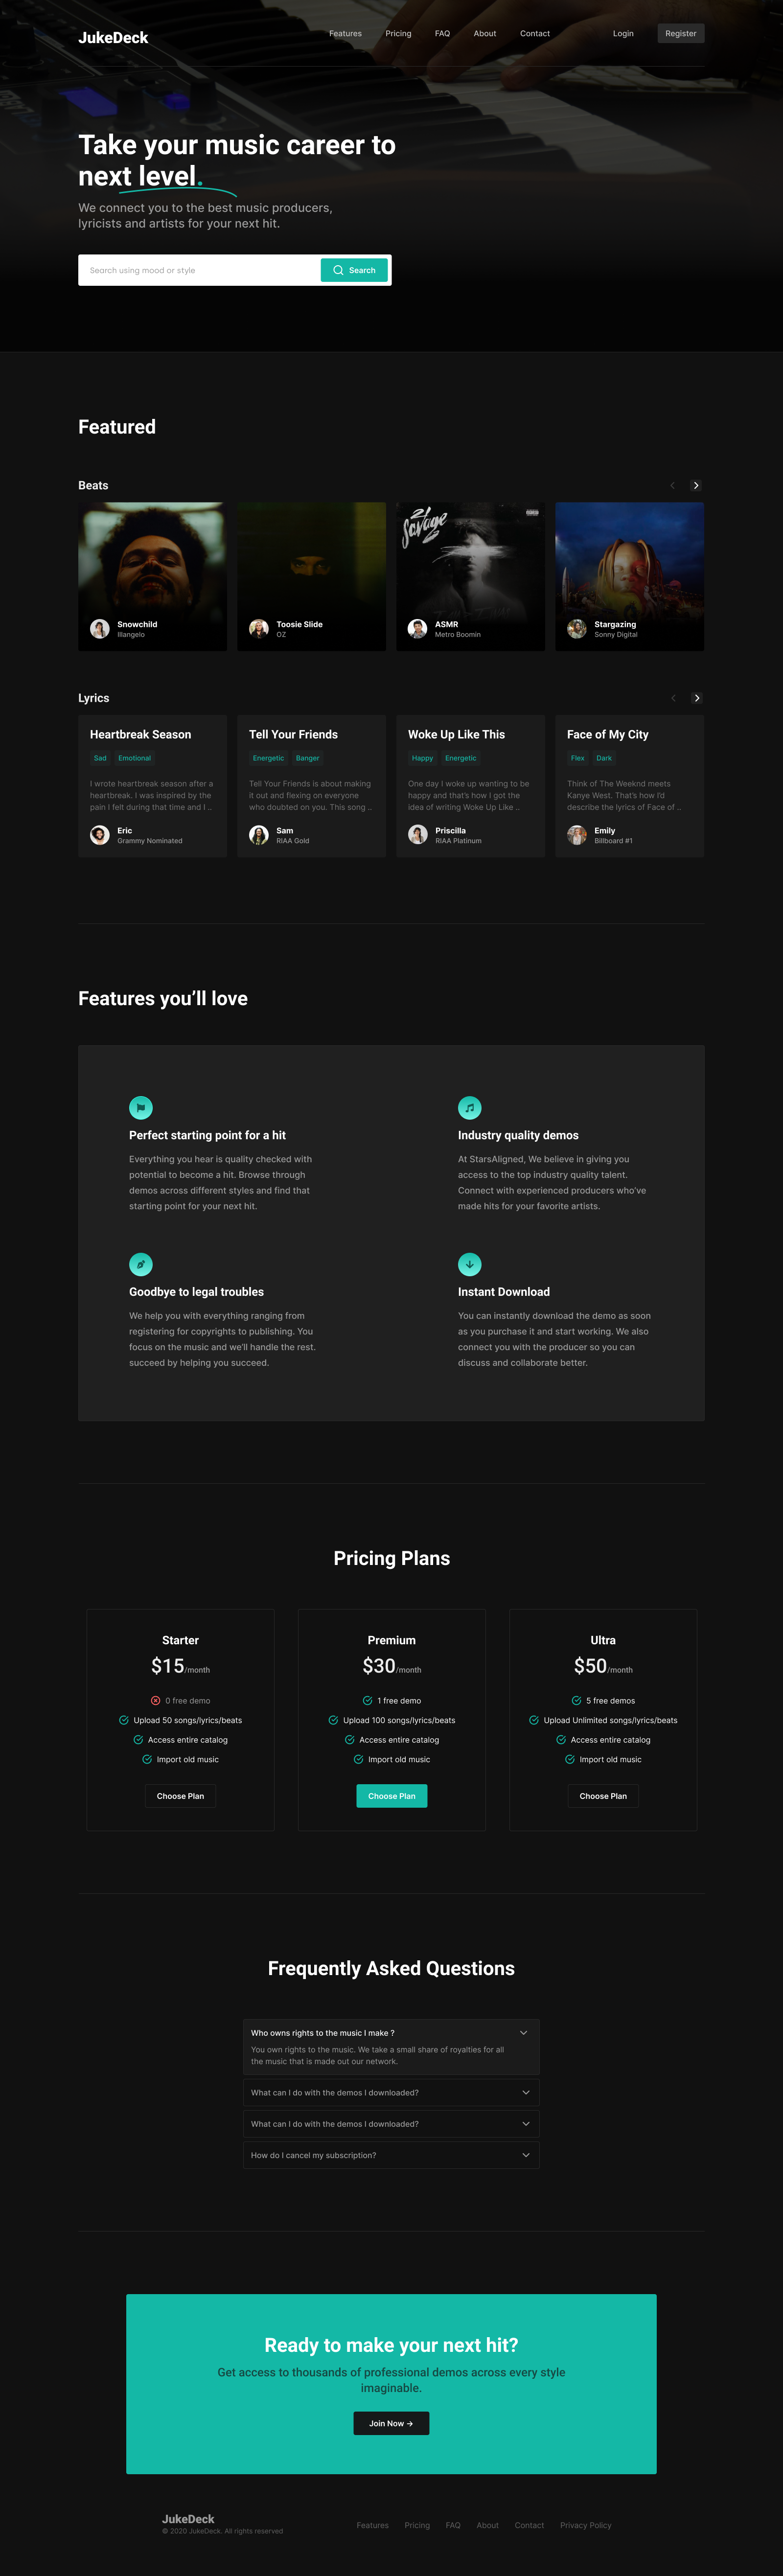 JukeDeck
Features Pricing FAQ About Contact Login Register
Take your music career to
next level.
We connect you to the best music producers,
lyricists and artists for your next hit.
Search using mood or style Search
Featured
Beats
21
Savage
Snowchild
Illangelo
Toosie Slide
OZ
ASMR
Metro Boomin
Stargazing
Sonny Digital
Lyrics
Heartbreak Season
Sad Emotional
I wrote heartbreak season after a
heartbreak. I was inspired by the
pain I felt during that time and I ..
Eric
Grammy Nominated
Tell Your Friends
Energetic Banger
Tell Your Friends is about making
it out and flexing on everyone
who doubted on you. This song ..
Sam
RIAA Gold
Woke Up Like This
Happy Energetic
One day I woke up wanting to be
happy and that's how I got the
idea of writing Woke Up Like ..
Priscilla
RIAA Platinum
Face of My City
Flex Dark
Think of The Weeknd meets
Kanye West. That's how I'd
describe the lyrics of Face of ..
Emily
Billboard #1
Features you'll love
Perfect starting point for a hit
Everything you hear is quality checked with
potential to become a hit. Browse through
demos across different styles and find that
starting point for your next hit.
Industry quality demos
At StarsAligned, We believe in giving you
access to the top industry quality talent.
Connect with experienced producers who've
made hits for your favorite artists.
Goodbye to legal troubles
We help you with everything ranging from
registering for copyrights to publishing. You
focus on the music and we'll handle the rest.
succeed by helping you succeed.
Instant Download
You can instantly download the demo as soon
as you purchase it and start working. We also
connect you with the producer so you can
discuss and collaborate better.
Pricing Plans
Starter
$15/month
0 free demo
Upload 50 songs/lyrics/beats
Access entire catalog
Import old music
Choose Plan
Premium
$30/month
1 free demo
Upload 100 songs/lyrics/beats
Access entire catalog
Import old music
Choose Plan
Ultra
$50/month
5 free demos
Upload Unlimited songs/lyrics/beats
Access entire catalog
Import old music
Choose Plan
Frequently Asked Questions
Who owns rights to the music I make ?
You own rights to the music. We take a small share of royalties for all
the music that is made out our network.
What can I do with the demos I downloaded?
What can I do with the demos I downloaded?
How do I cancel my subscription?
Ready to make your next hit?
Get access to thousands of professional demos across every style
imaginable.
Join Now →
JukeDeck
© 2020 JukeDeck. All rights reserved
Features Pricing FAQ About Contact Privacy Policy